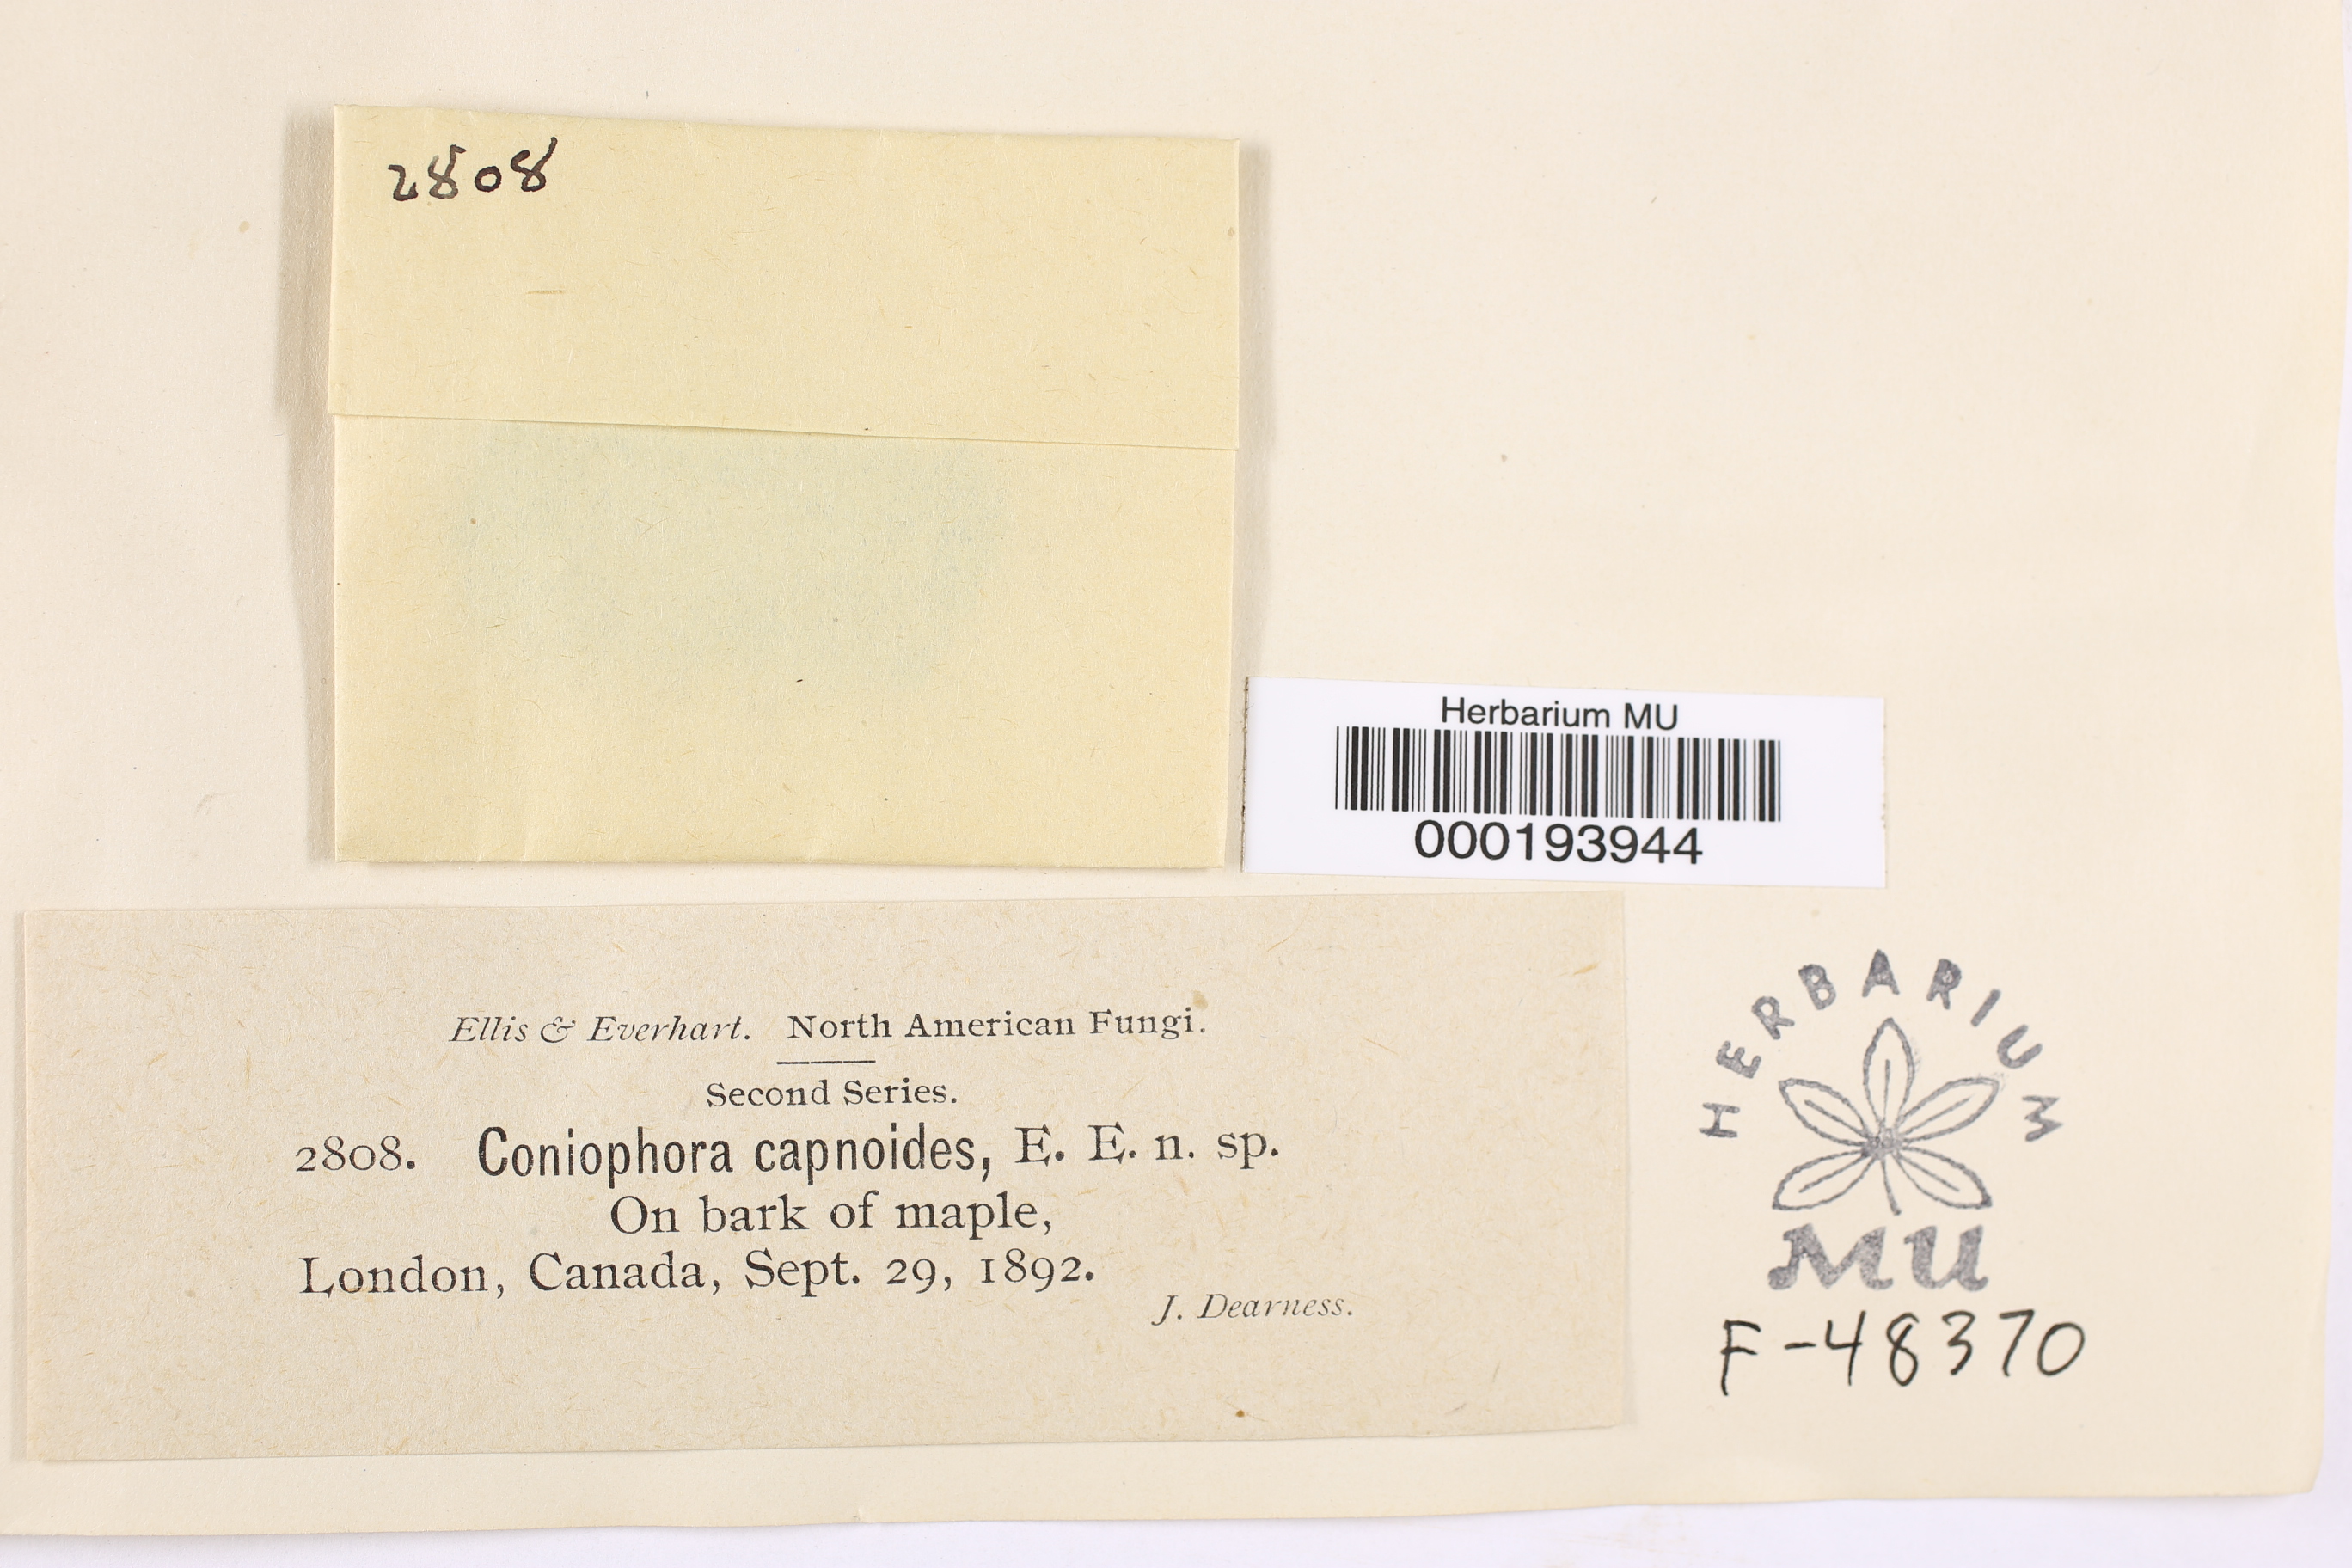 2808
Herbarium MU
000193944
Ellis & Everhart. North American Fungi.
Second Series.
2808. Coniophora capnoides, E. E. n. sp.
On bark of maple,
London, Canada, Sept. 29, 1892.
J. Dearness.
HERBARIUM
MU
F-48370